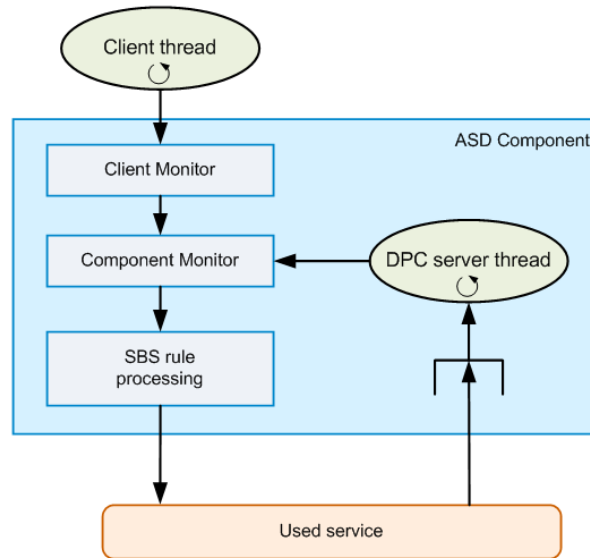 Client thread
ASD Component
Client Monitor
Component Monitor
DPC server thread
SBS rule
processing
Used service